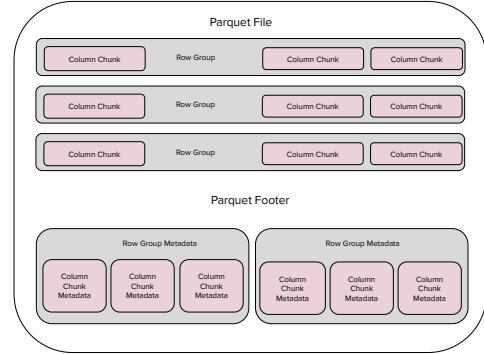 Parquet File
Column Chunk Row Group Column Chunk Column Chunk
Column Chunk Row Group Column Chunk Column Chunk
Column Chunk Row Group Column Chunk Column Chunk
Parquet Footer
Row Group Metadata
Column
Chunk
Metadata
Column
Chunk
Metadata
Column
Chunk
Metadata
Row Group Metadata
Column
Chunk
Metadata
Column
Chunk
Metadata
Column
Chunk
Metadata